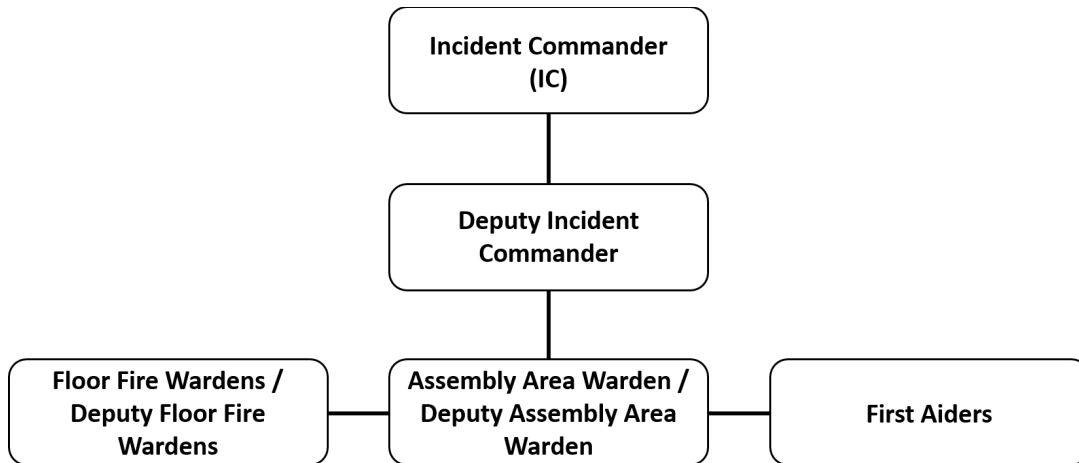 Incident Commander
(IC)
Deputy Incident
Commander
Floor Fire Wardens /
Deputy Floor Fire
Wardens
Assembly Area Warden /
Deputy Assembly Area
Warden
First Aiders